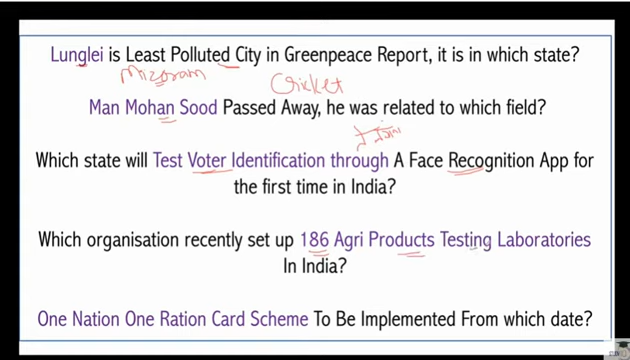 Lunglei is Least Polluted City in Greenpeace Report, it is in which state?
Mizoram
Cricket
Man Mohan Sood Passed Away, he was related to which field?
Which state will Test Voter Identification through A Face Recognition App for
the first time in India?
Which organisation recently set up 186 Agri Products Testing Laboratories
In India?
One Nation One Ration Card Scheme To Be Implemented From which date?